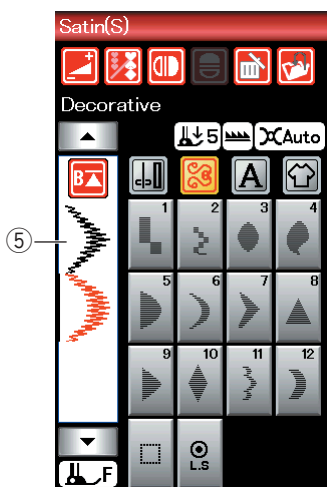 Satin(S)
Decorative
5 Auto
B
A
1 2 3 4
⑤
5 6 7 8
9 10 11 12
L.S
F